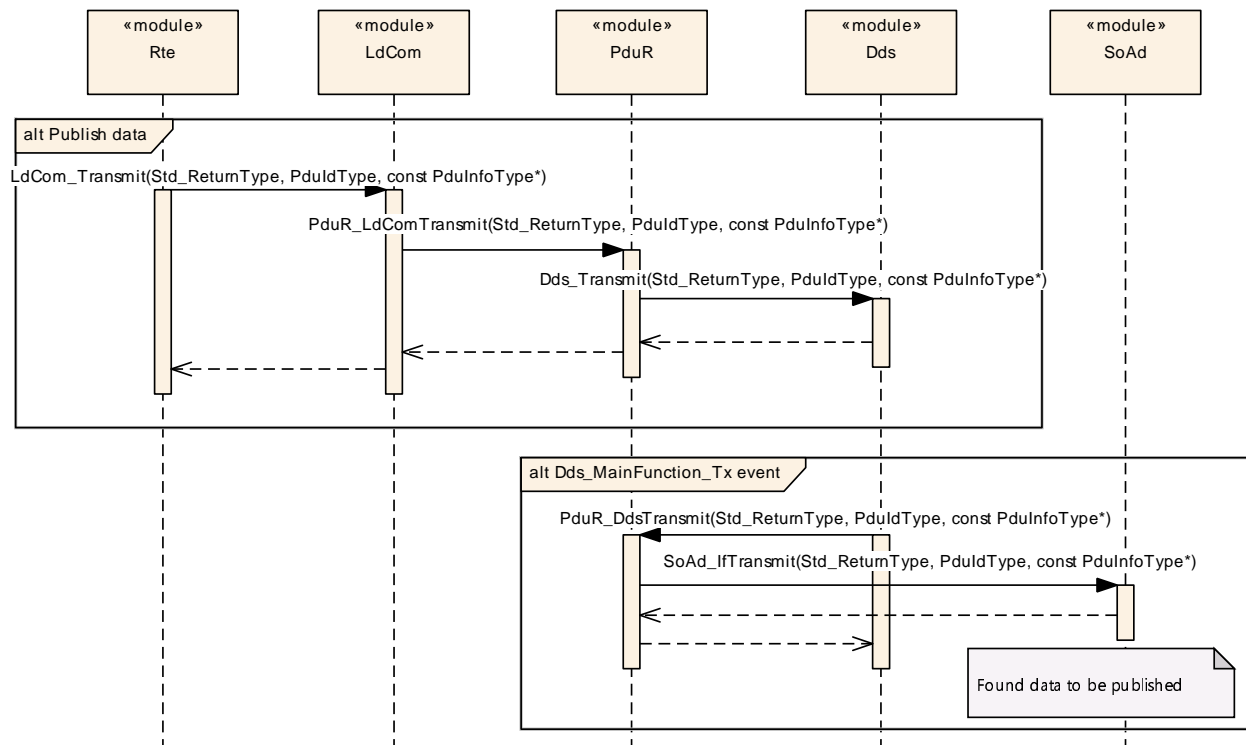 «module»
Rte
«module»
LdCom
«module»
PduR
«module»
Dds
«module»
SoAd
alt Publish data
LdCom_Transmit(Std_ReturnType, PduIdType, const PduInfoType*)
PduR_LdComTransmit(Std_ReturnType, PduIdType, const PduInfoType*)
Dds_Transmit(Std_ReturnType, PduIdType, const PduInfoType*)
alt Dds_MainFunction_Tx event
PduR_DdsTransmit(Std_ReturnType, PduIdType, const PduInfoType*)
SoAd_IfTransmit(Std_ReturnType, PduIdType, const PduInfoType*)
Found data to be published